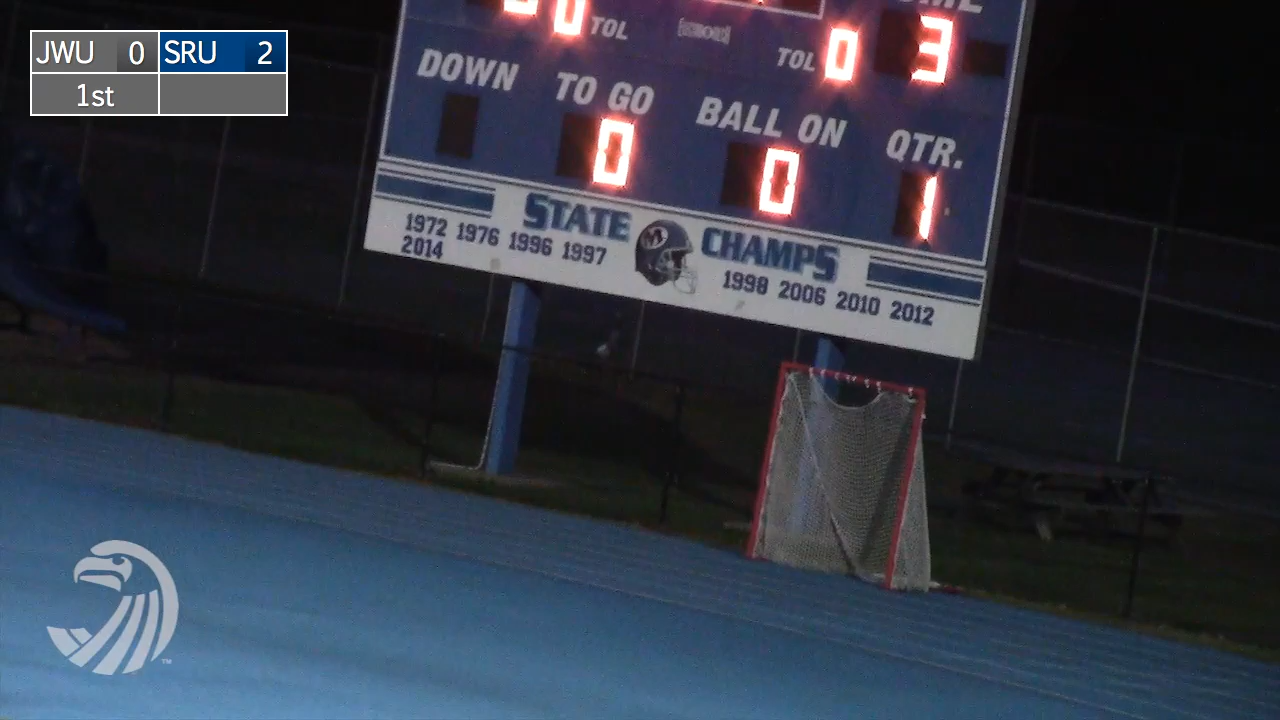 JWU 0 SRU 2
1st
TOL
TOL 0 3
DOWN TO GO BALL ON QTR.
0 0 1
STATE CHAMPS
1972 1976 1996 1997 1998 2006 2010 2012
2014
TM